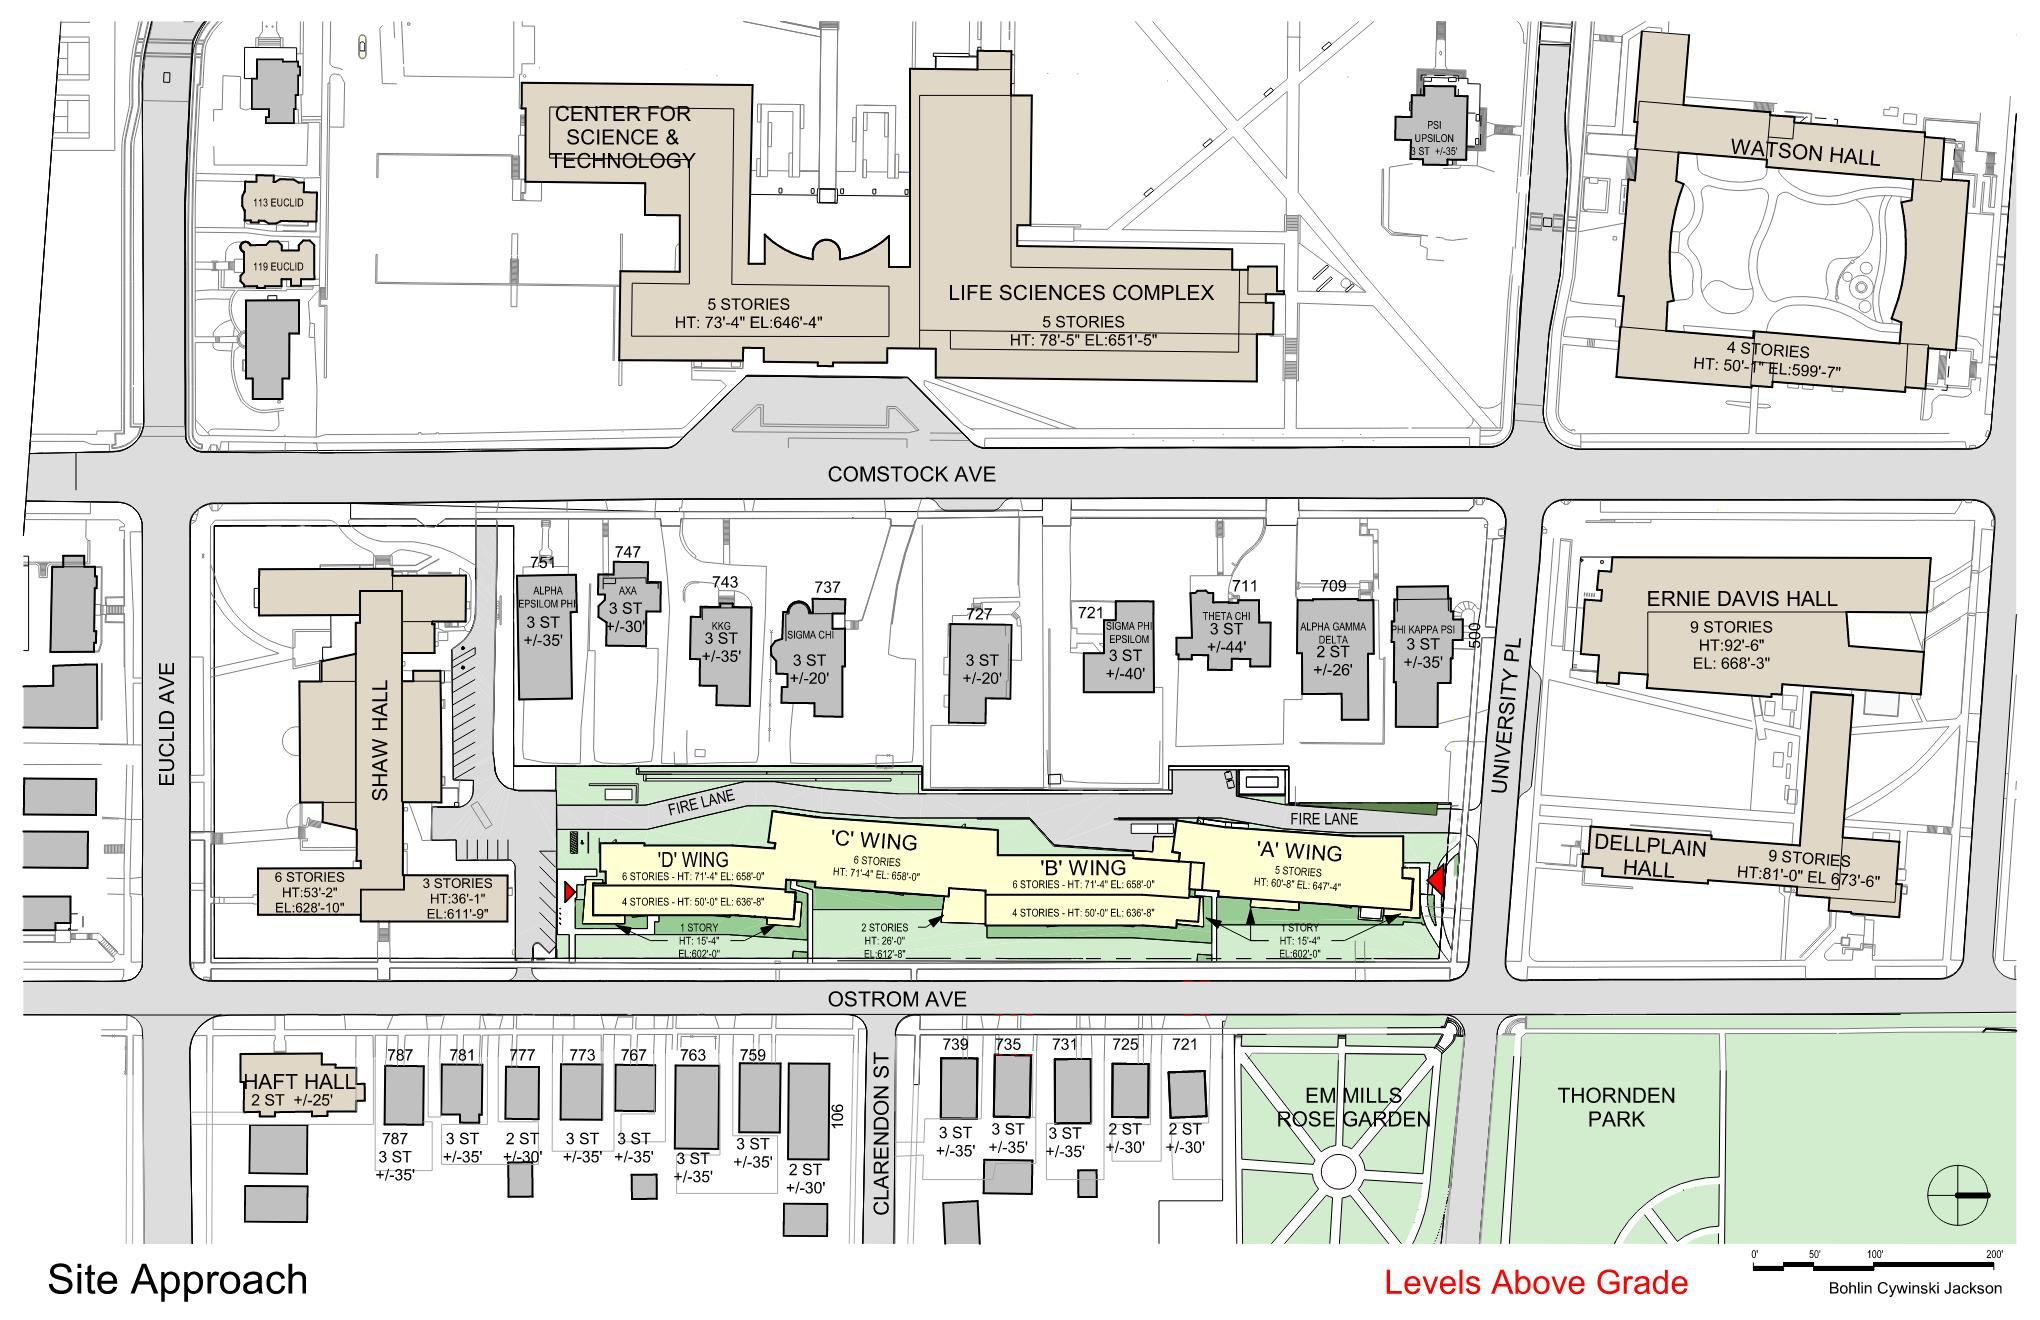 CENTER FOR
SCIENCE &
TECHNOLOGY
PSI
UPSILON
3 ST +/-35'
WATSON HALL
113 EUCLID
119 EUCLID
LIFE SCIENCES COMPLEX
5 STORIES
HT: 73'-4" EL:646'-4"
5 STORIES
HT: 78'-5" EL:651'-5"
4 STORIES
HT: 50'-1" EL:599'-7"
COMSTOCK AVE
751
ALPHA
EPSILOM PHI
3 ST
+/-35'
747
AXA
3 ST
+/-30'
743
KKG
3 ST
+/-35'
737
SIGMA CHI
3 ST
+/-20'
727
3 ST
+/-20'
721
SIGMA PHI
EPSILOM
3 ST
+/-40'
711
THETA CHI
3 ST
+/-44'
709
ALPHA GAMMA
DELTA
2 ST
+/-26'
PHI KAPPA PSI
3 ST
+/-35'
500
ERNIE DAVIS HALL
9 STORIES
HT:92'-6"
EL: 668'-3"
EUCLID AVE
SHAW HALL
UNIVERSITY PL
FIRE LANE
FIRE LANE
'D' WING
6 STORIES - HT: 71'-4" EL: 658'-0"
4 STORIES - HT: 50'-0" EL: 636'-8"
'C' WING
6 STORIES
HT: 71'-4" EL: 658'-0"
'B' WING
6 STORIES - HT: 71'-4" EL: 658'-0"
4 STORIES - HT: 50'-0" EL: 636'-8"
'A' WING
5 STORIES
HT: 60'-8" EL: 647'-4"
DELLPLAIN
HALL
9 STORIES
HT:81'-0" EL 673'-6"
6 STORIES
HT:53'-2"
EL:628'-10"
3 STORIES
HT:36'-1"
EL:611'-9"
1 STORY
HT: 15'-4"
EL:602'-0"
2 STORIES
HT: 26'-0"
EL:612'-8"
1 STORY
HT: 15'-4"
EL:602'-0"
OSTROM AVE
HAFT HALL
2 ST +/-25'
787
787
3 ST
+/-35'
781
3 ST
+/-35'
777
2 ST
+/-30'
773
3 ST
+/-35'
767
3 ST
+/-35'
763
3 ST
+/-35'
759
3 ST
+/-35'
106
2 ST
+/-30'
CLARENDON ST
739
3 ST
+/-35'
735
3 ST
+/-35'
731
3 ST
+/-35'
725
2 ST
+/-30'
721
2 ST
+/-30'
EM MILLS
ROSE GARDEN
THORNDEN
PARK
0' 50' 100' 200'
Site Approach
Levels Above Grade
Bohlin Cywinski Jackson